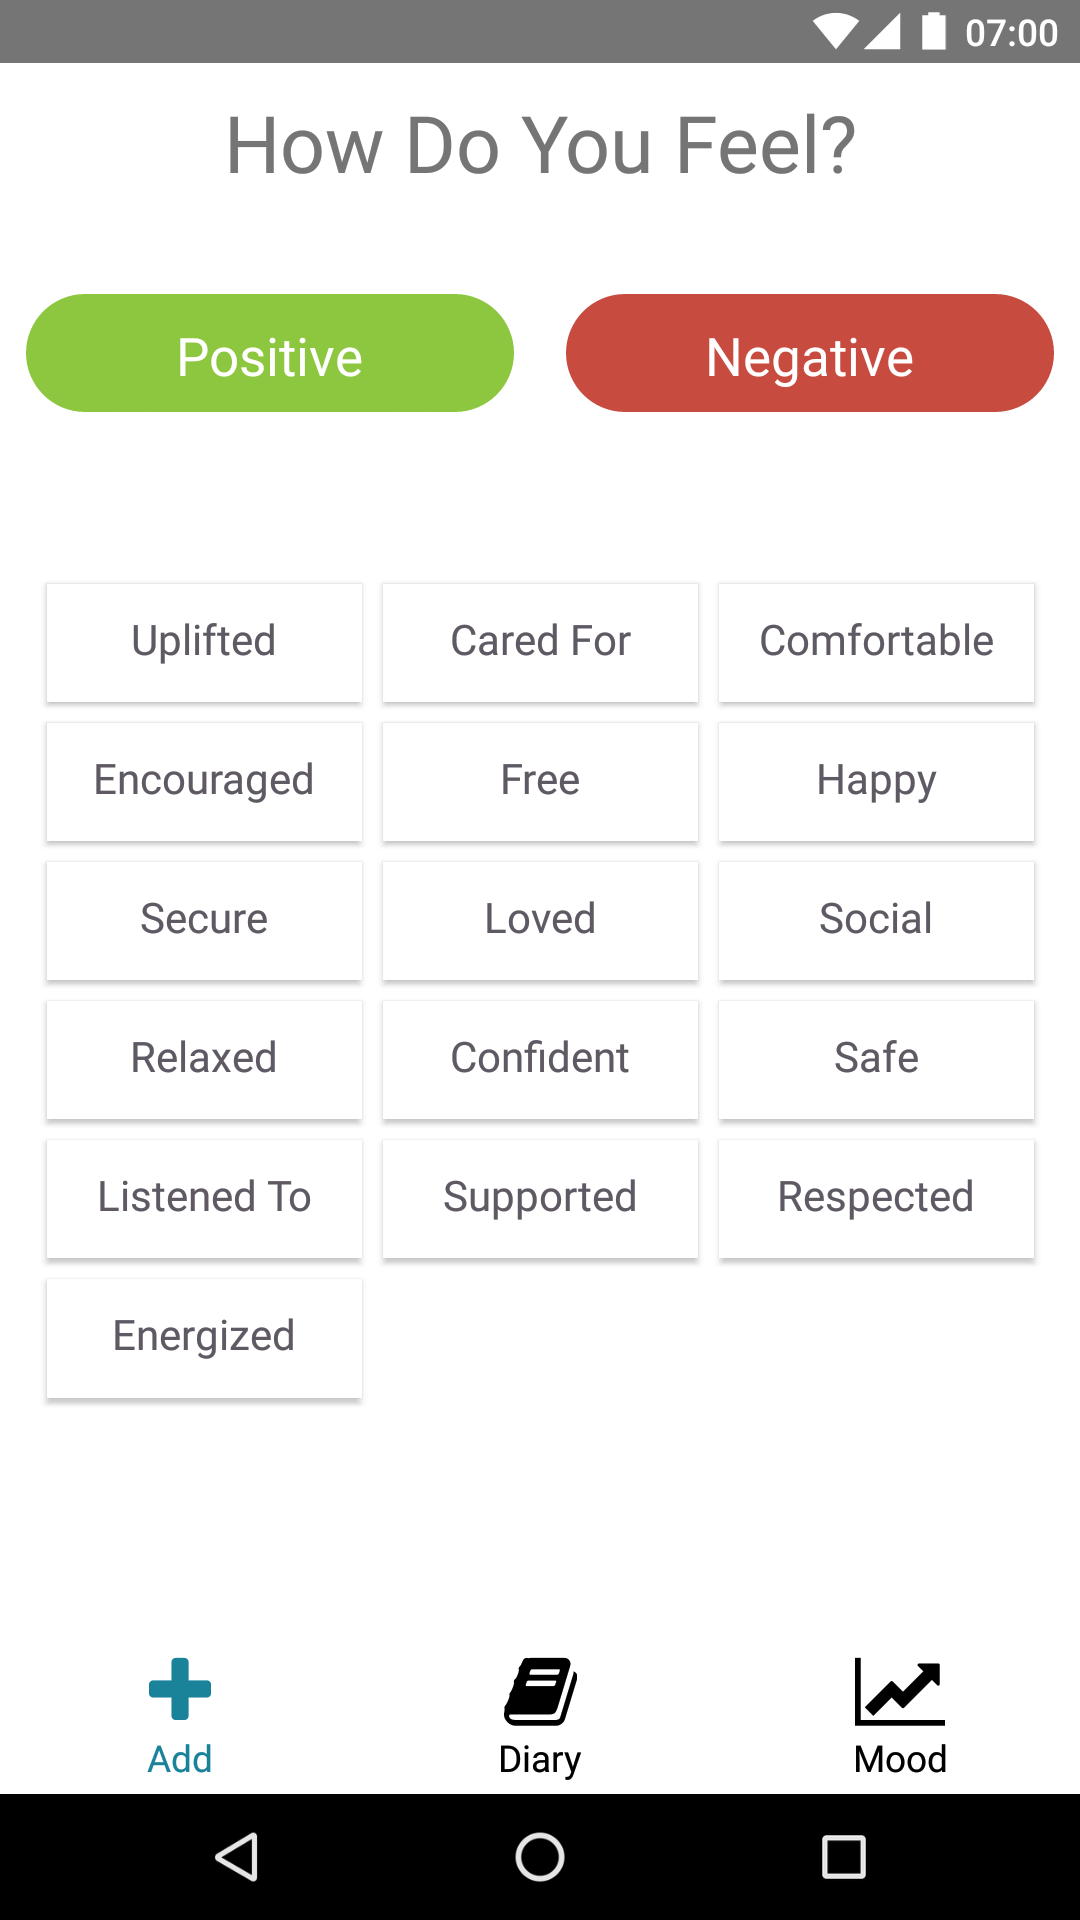 07:00
How Do You Feel?
Positive Negative
Uplifted Cared For Comfortable
Encouraged Free Happy
Secure Loved Social
Relaxed Confident Safe
Listened To Supported Respected
Energized
Add Diary Mood